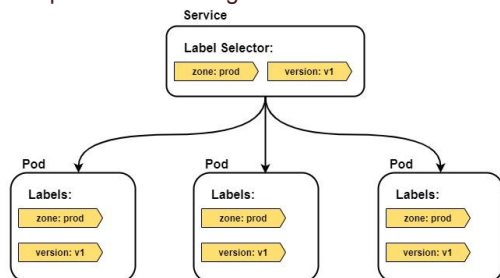 Service
Label Selector:
zone: prod version: v1
Pod Pod Pod
Labels: Labels: Labels:
zone: prod zone: prod zone: prod
version: v1 version: v1 version: v1